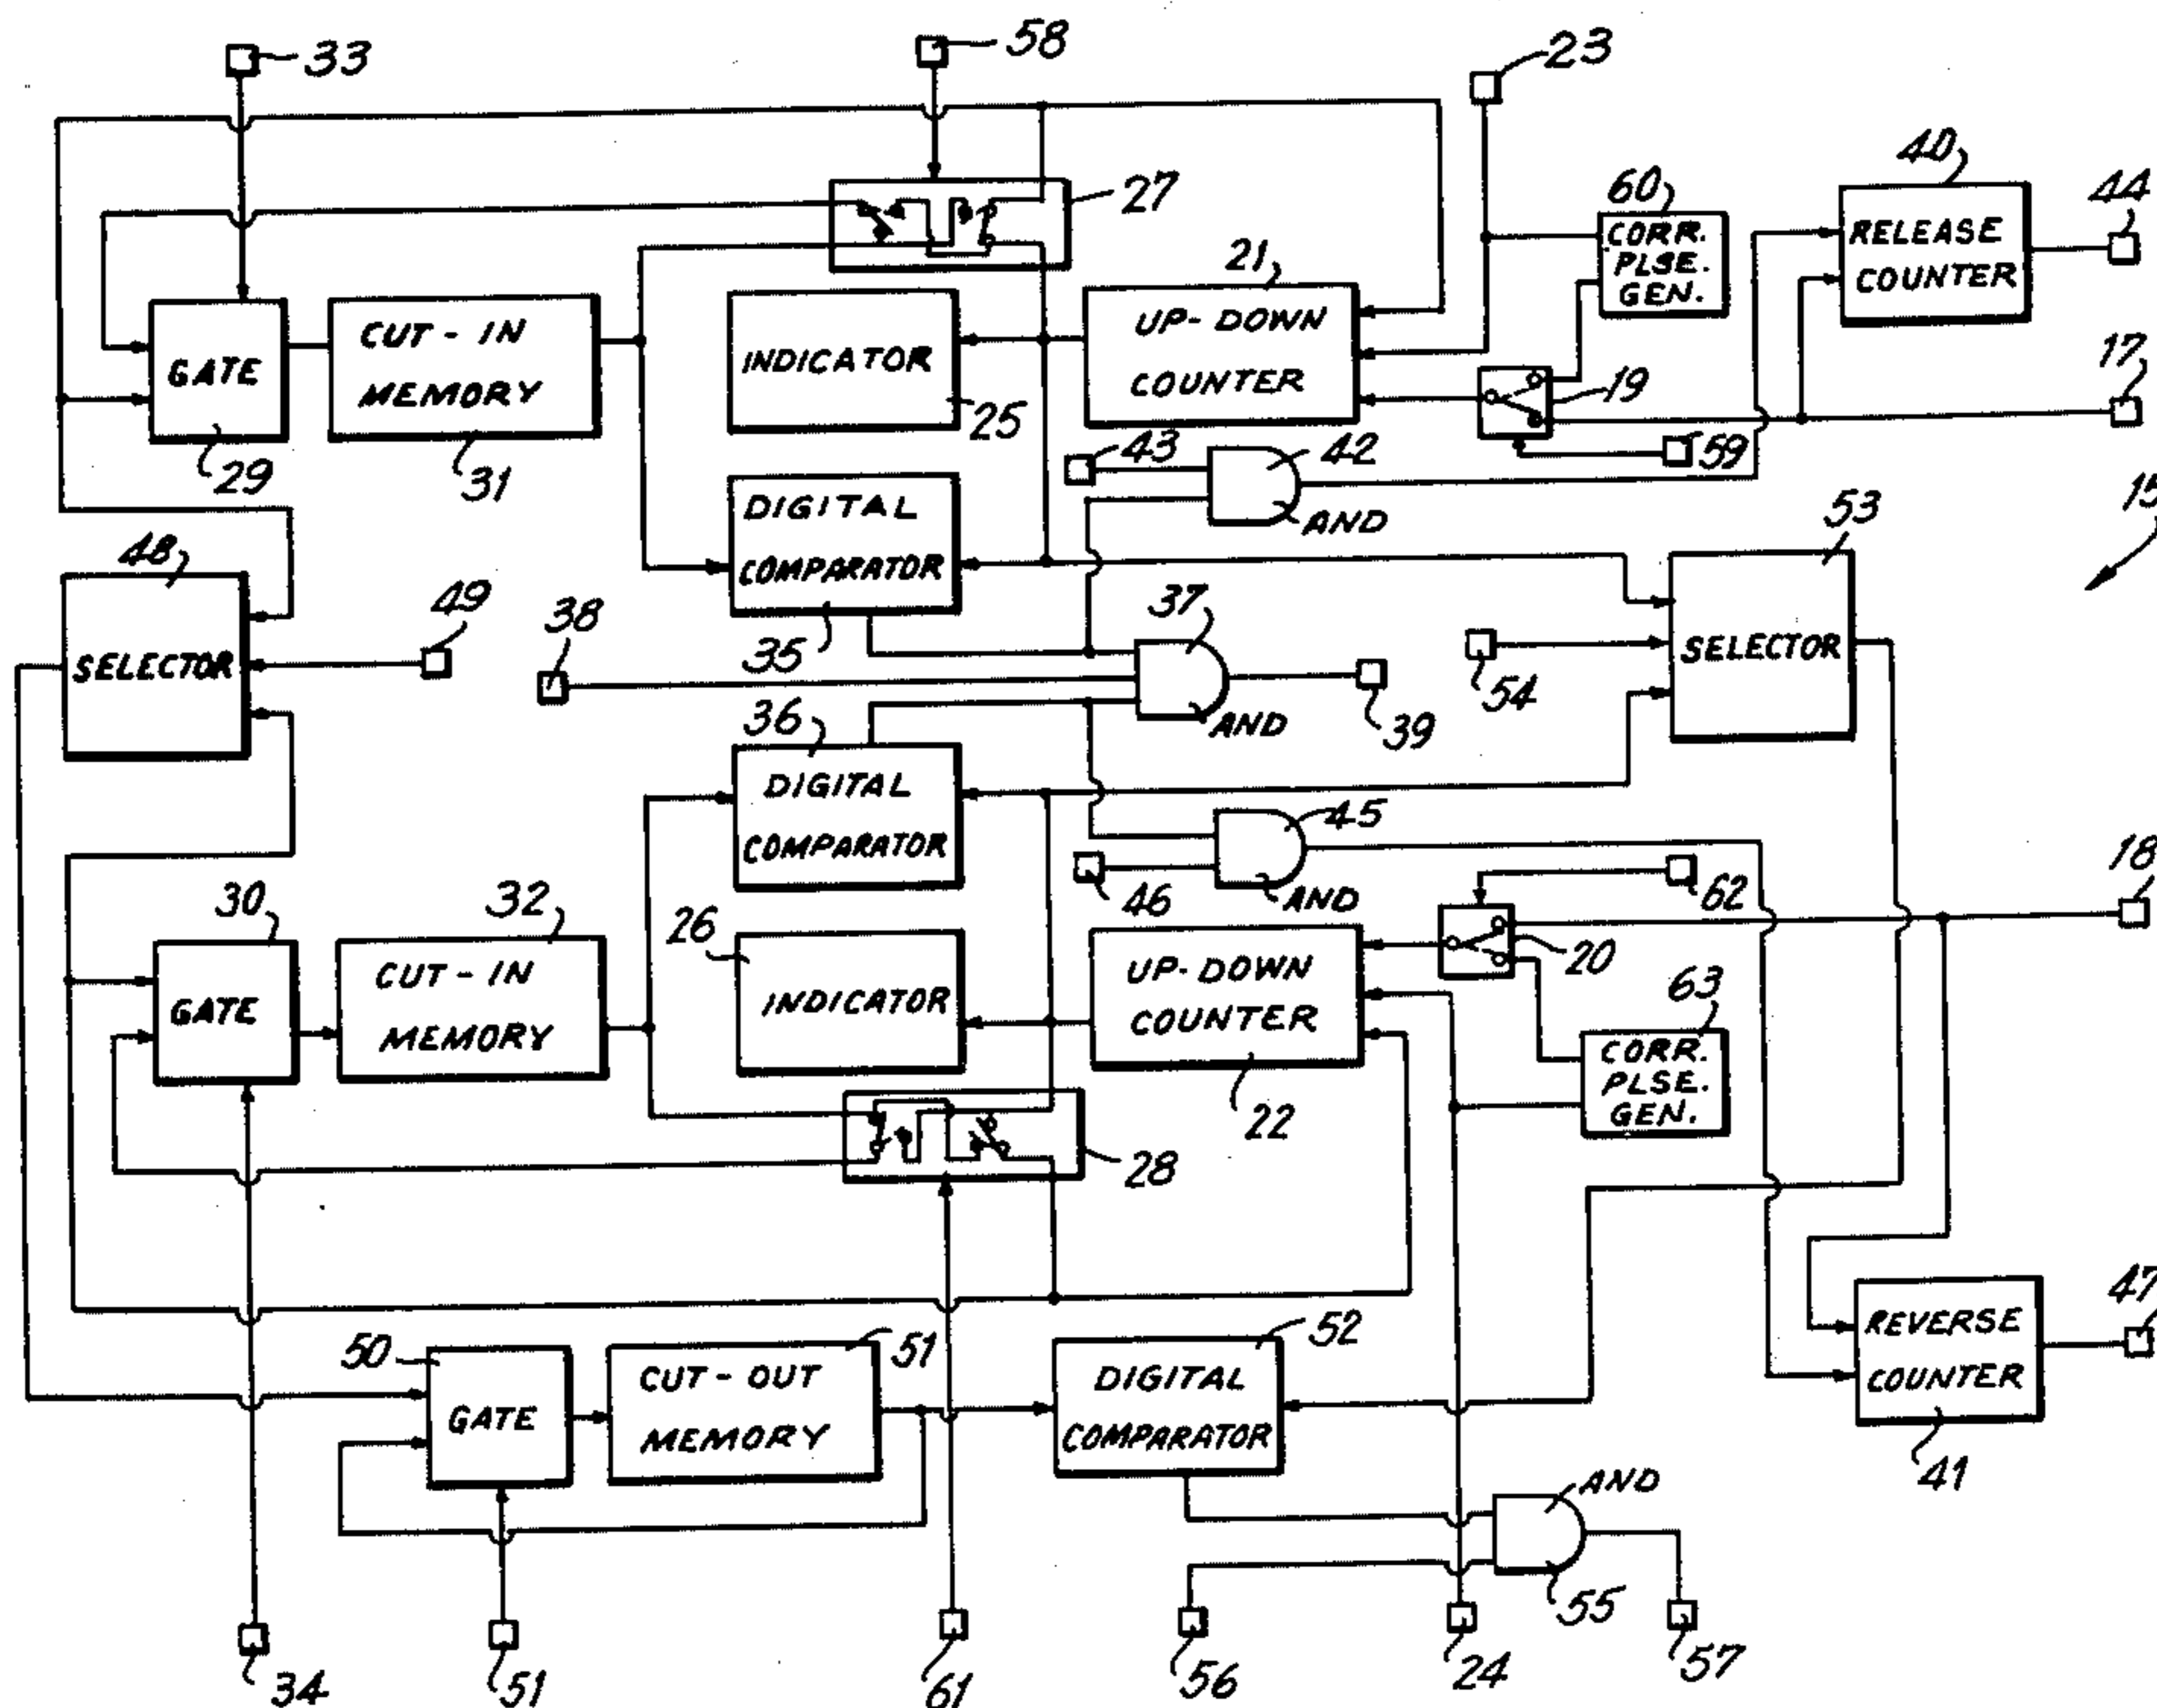 33
58
23
27
60
CORR.
PLSE.
GEN.
40
RELEASE
COUNTER
44
GATE
29
CUT-IN
MEMORY
31
INDICATOR
25
21
UP-DOWN
COUNTER
19
17
59
43
42
AND
15
48
SELECTOR
49
38
DIGITAL
COMPARATOR
35
37
AND
39
53
SELECTOR
54
36
DIGITAL
COMPARATOR
45
AND
46
62
18
30
GATE
32
CUT-IN
MEMORY
26
INDICATOR
UP-DOWN
COUNTER
22
20
63
CORR.
PLSE.
GEN.
28
50
GATE
51
CUT-OUT
MEMORY
52
DIGITAL
COMPARATOR
REVERSE
COUNTER
41
47
AND
55
34
51
61
56
24
57